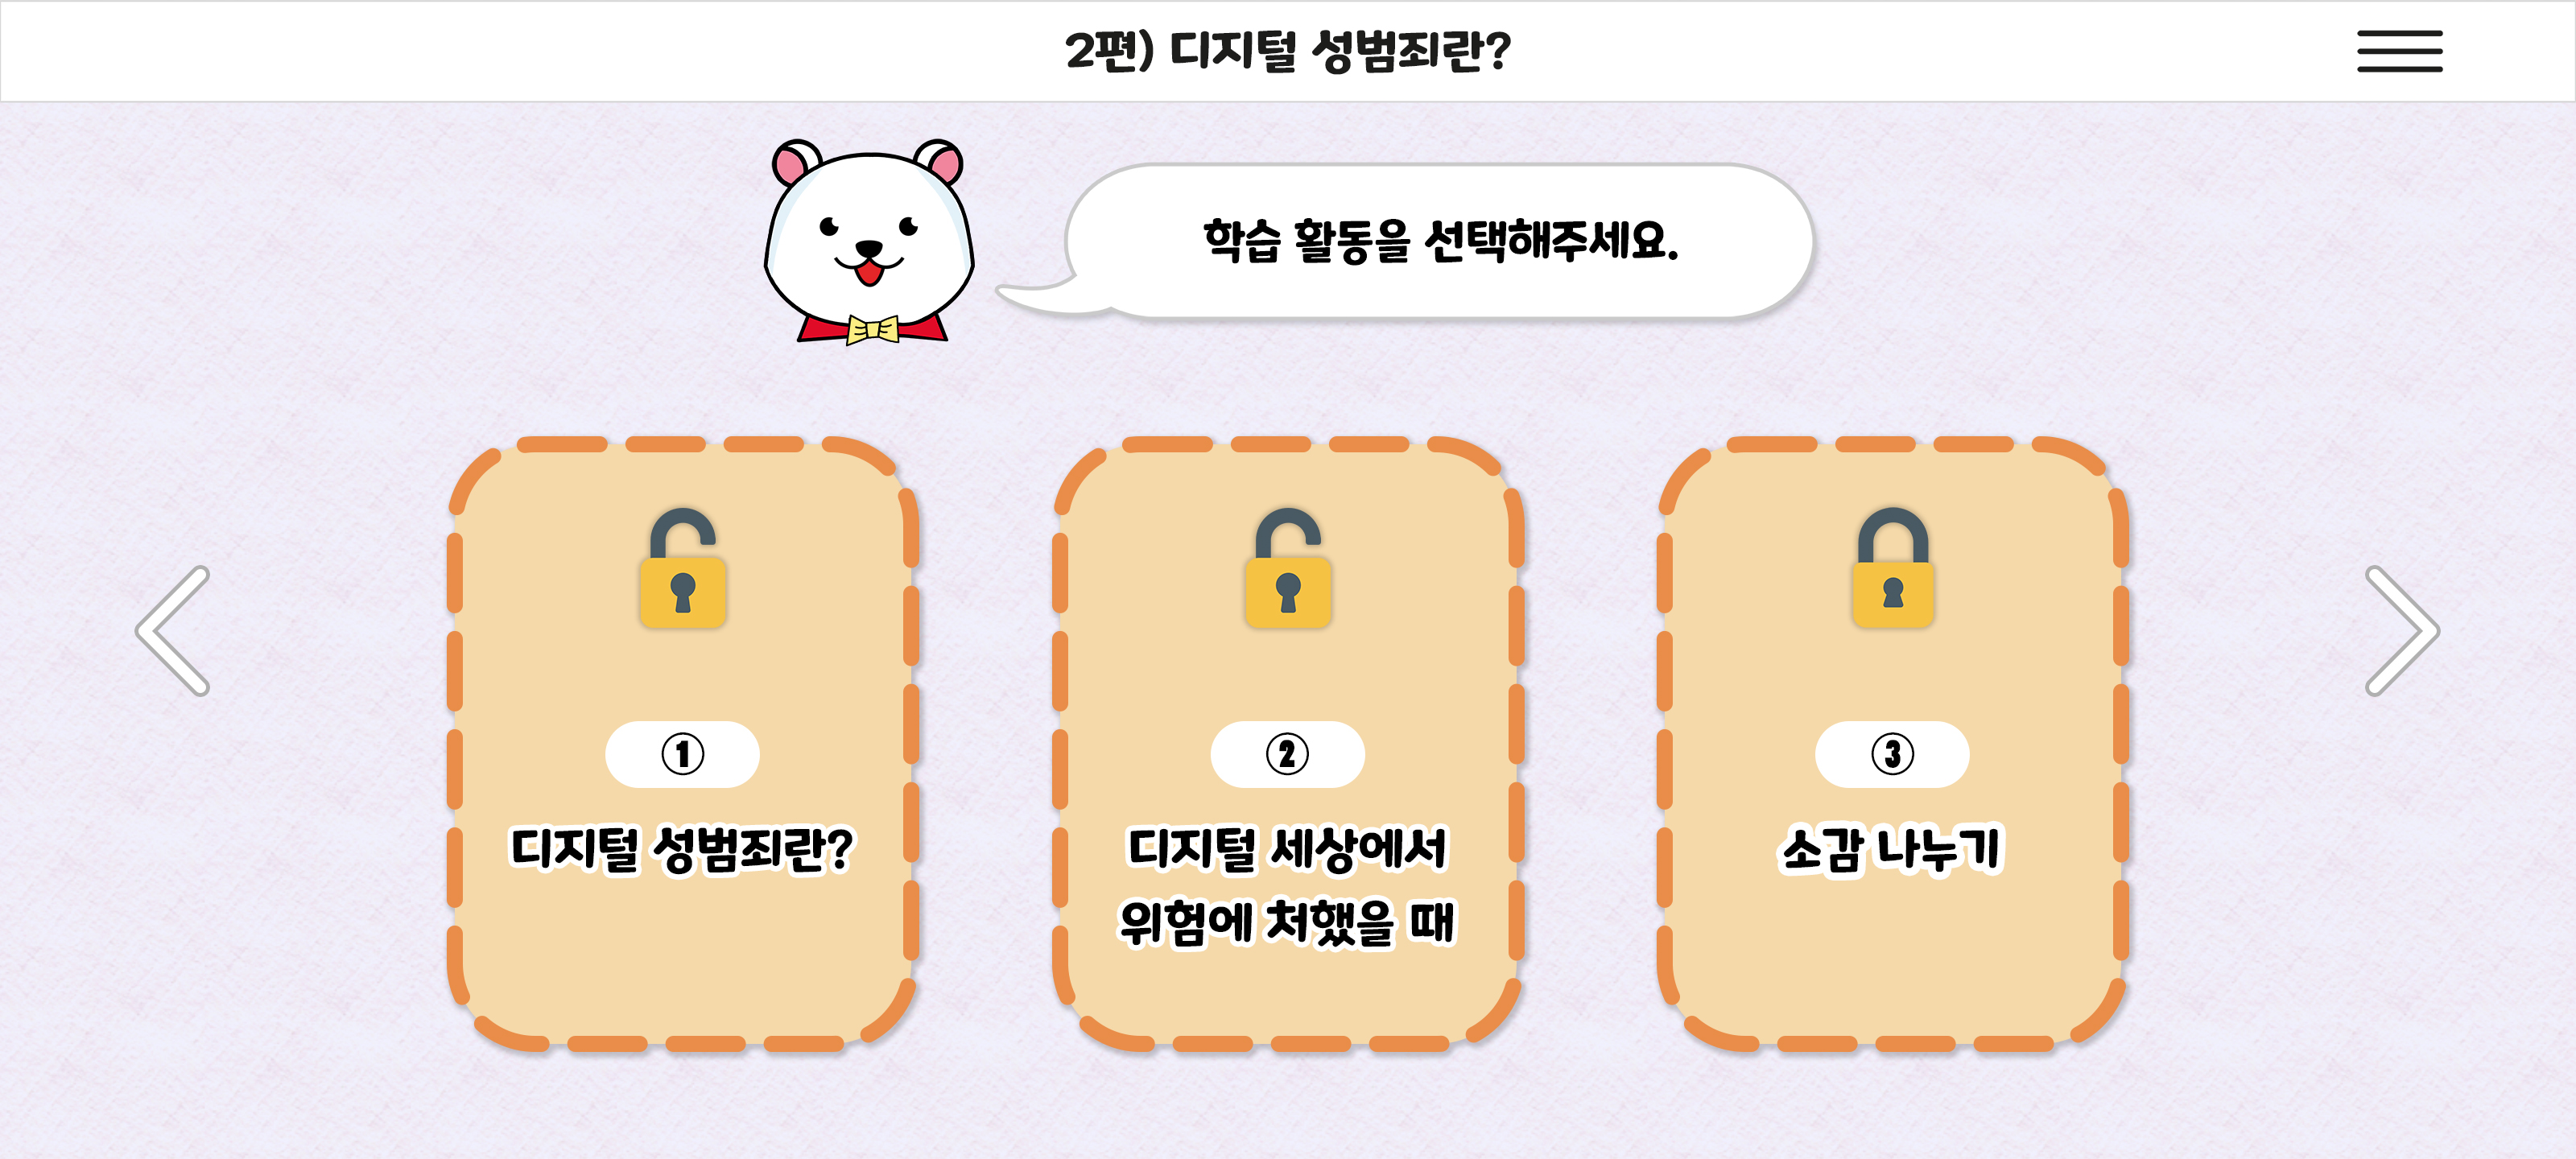 2편) 디지털 성범죄란?
학습 활동을 선택해주세요.
①
디지털 성범죄란?
②
디지털 세상에서
위험에 처했을 때
③
소감 나누기